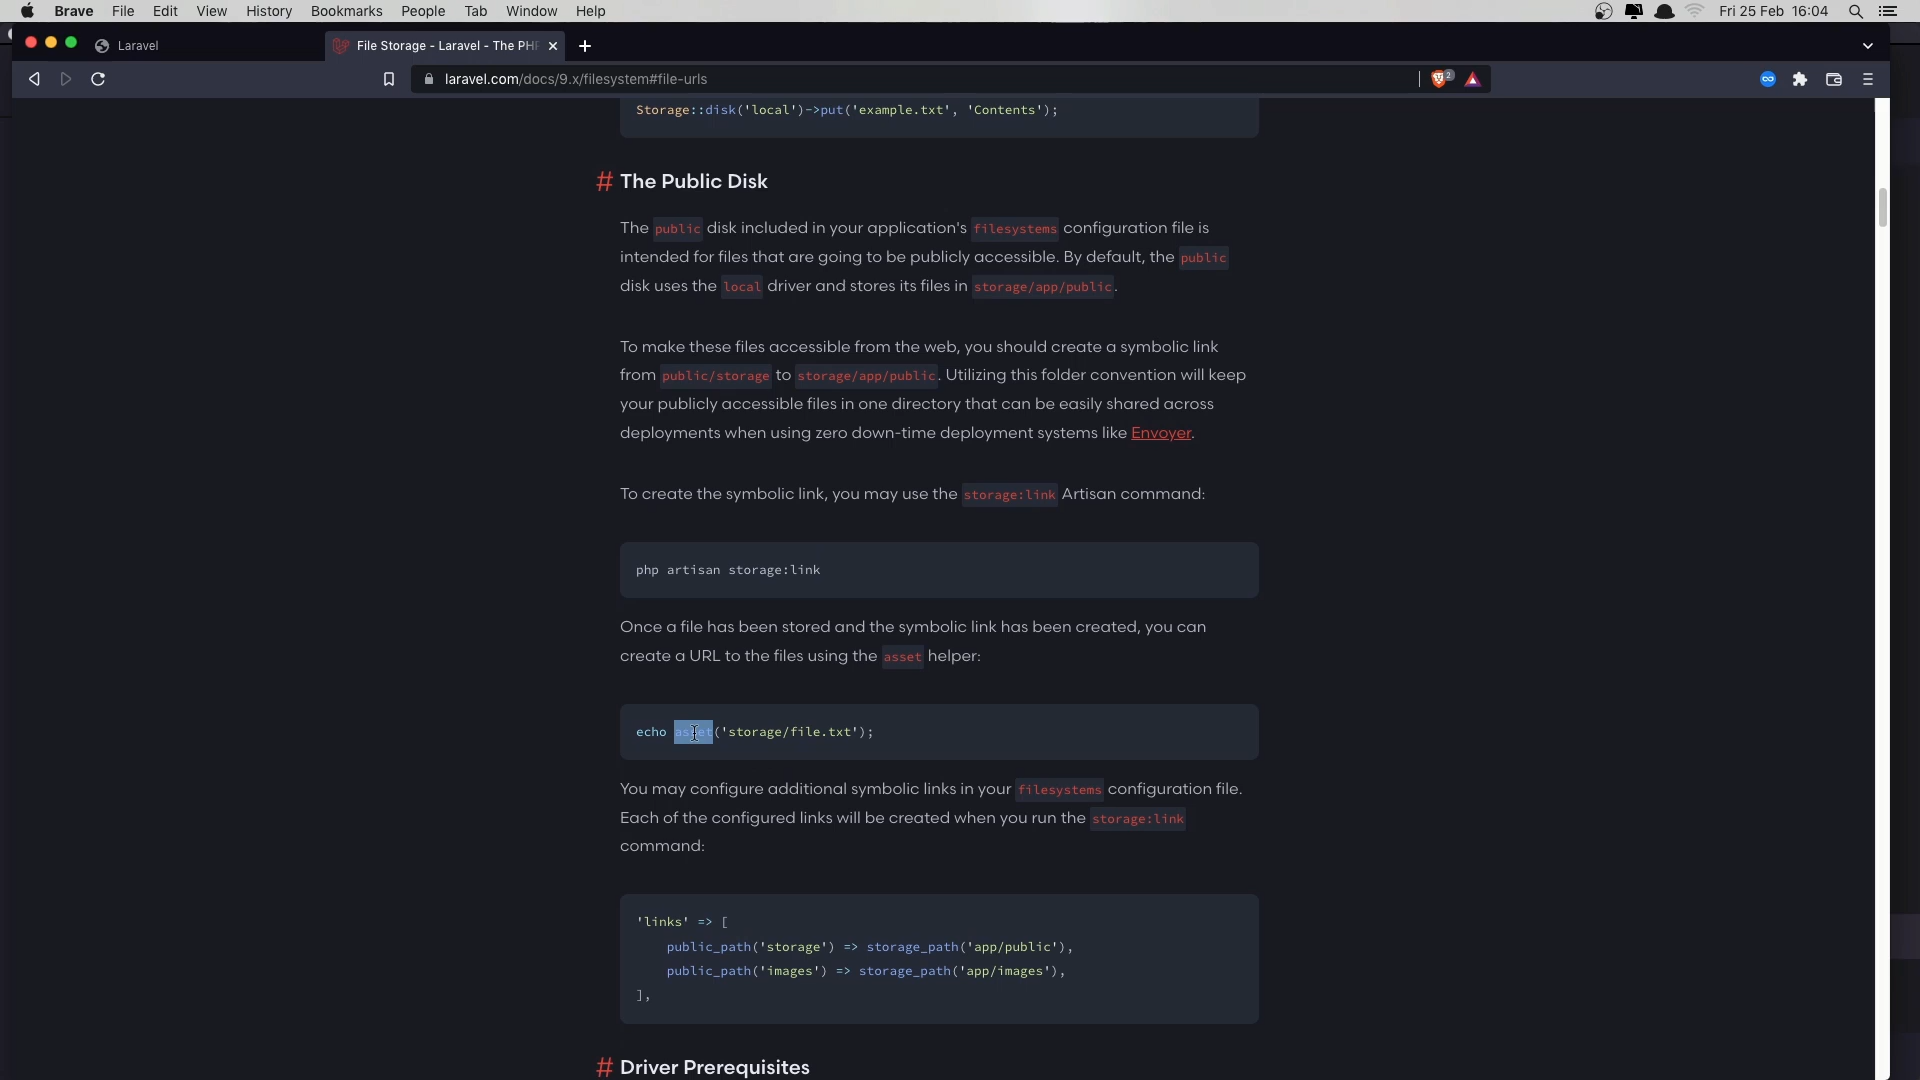 Brave File Edit View History Bookmarks People Tab Window Help Fri 25 Feb 16:04
Laravel File Storage - Laravel - The PHP
laravel.com/docs/9.x/filesystem#file-urls 2
Storage::disk('local')->put('example.txt', 'Contents');
# The Public Disk
The public disk included in your application's filesystems configuration file is
intended for files that are going to be publicly accessible. By default, the public
disk uses the local driver and stores its files in storage/app/public.
To make these files accessible from the web, you should create a symbolic link
from public/storage to storage/app/public. Utilizing this folder convention will keep
your publicly accessible files in one directory that can be easily shared across
deployments when using zero down-time deployment systems like Envoyer.
To create the symbolic link, you may use the storage:link Artisan command:
php artisan storage:link
Once a file has been stored and the symbolic link has been created, you can
create a URL to the files using the asset helper:
echo asset('storage/file.txt');
You may configure additional symbolic links in your filesystems configuration file.
Each of the configured links will be created when you run the storage:link
command:
'links' => [
public_path('storage') => storage_path('app/public'),
public_path('images') => storage_path('app/images'),
],
# Driver Prerequisites